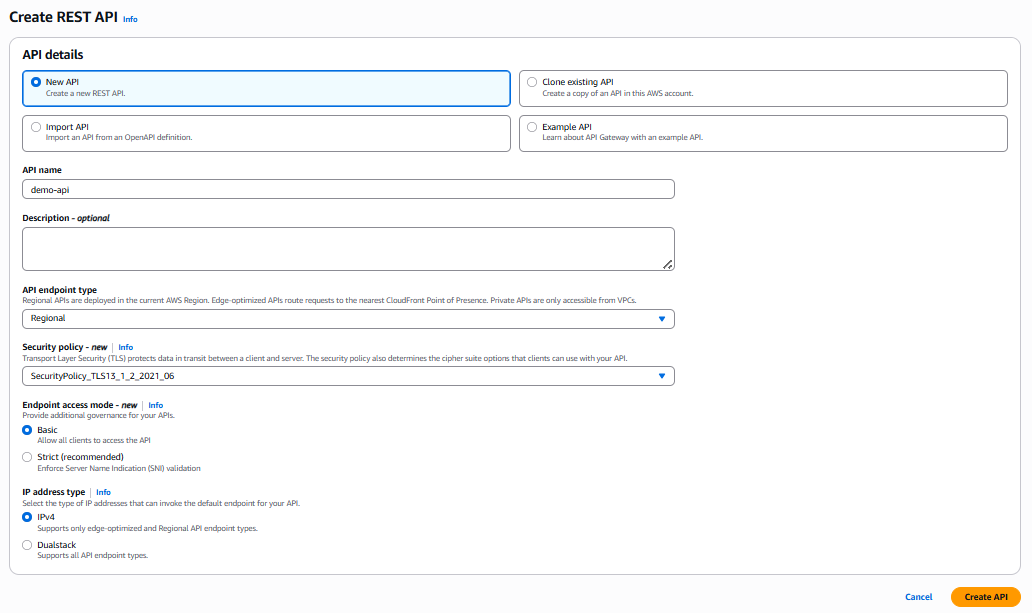 Create REST API Info
API details
New API
Create a new REST API.
Clone existing API
Create a copy of an API in this AWS account.
Import API
Import an API from an OpenAPI definition.
Example API
Learn about API Gateway with an example API.
API name
demo-api
Description - optional
API endpoint type
Regional APIs are deployed in the current AWS Region. Edge-optimized APIs route requests to the nearest CloudFront Point of Presence. Private APIs are only accessible from VPCs.
Regional
Security policy - new Info
Transport Layer Security (TLS) protects data in transit between a client and server. The security policy also determines the cipher suite options that clients can use with your API.
SecurityPolicy_TLS13_1_2_2021_06
Endpoint access mode - new Info
Provide additional governance for your APIs.
Basic
Allow all clients to access the API
Strict (recommended)
Enforce Server Name Indication (SNI) validation
IP address type Info
Select the type of IP addresses that can invoke the default endpoint for your API.
IPv4
Supports only edge-optimized and Regional API endpoint types.
Dualstack
Supports all API endpoint types.
Cancel Create API